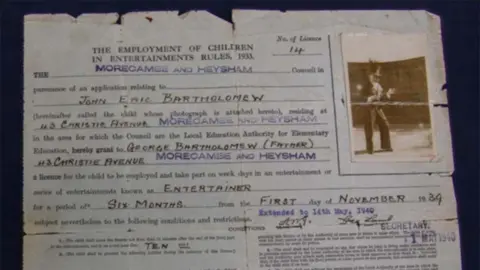 No. of Licence
14
THE EMPLOYMENT OF CHILDREN
IN ENTERTAINMENTS RULES, 1933.
THE MORECAMBE AND HEYSHAM Council in
pursuance of an application relating to
JOHN ERIC BARTHOLOMEW
(hereinafter called the child whose photograph is attached hereto), residing at
43 CHRISTIE AVENUE MORECAMBE AND HEYSHAM
in the area for which the Council are the Local Education Authority for Elementary
Education, hereby grant to GEORGE BARTHOLOMEW (FATHER)
43 CHRISTIE AVENUE MORECAMBE AND HEYSHAM
a licence for the child to be employed and take part on week days in an entertainment or
series of entertainments known as ENTERTAINER
for a period of SIX MONTHS. from the FIRST day of NOVEMBER 1939
subject nevertheless to the following conditions and restrictions
Extended to 14th May, 1940
CONDITIONS
SECRETARY.
1 MAY 1940
TEN